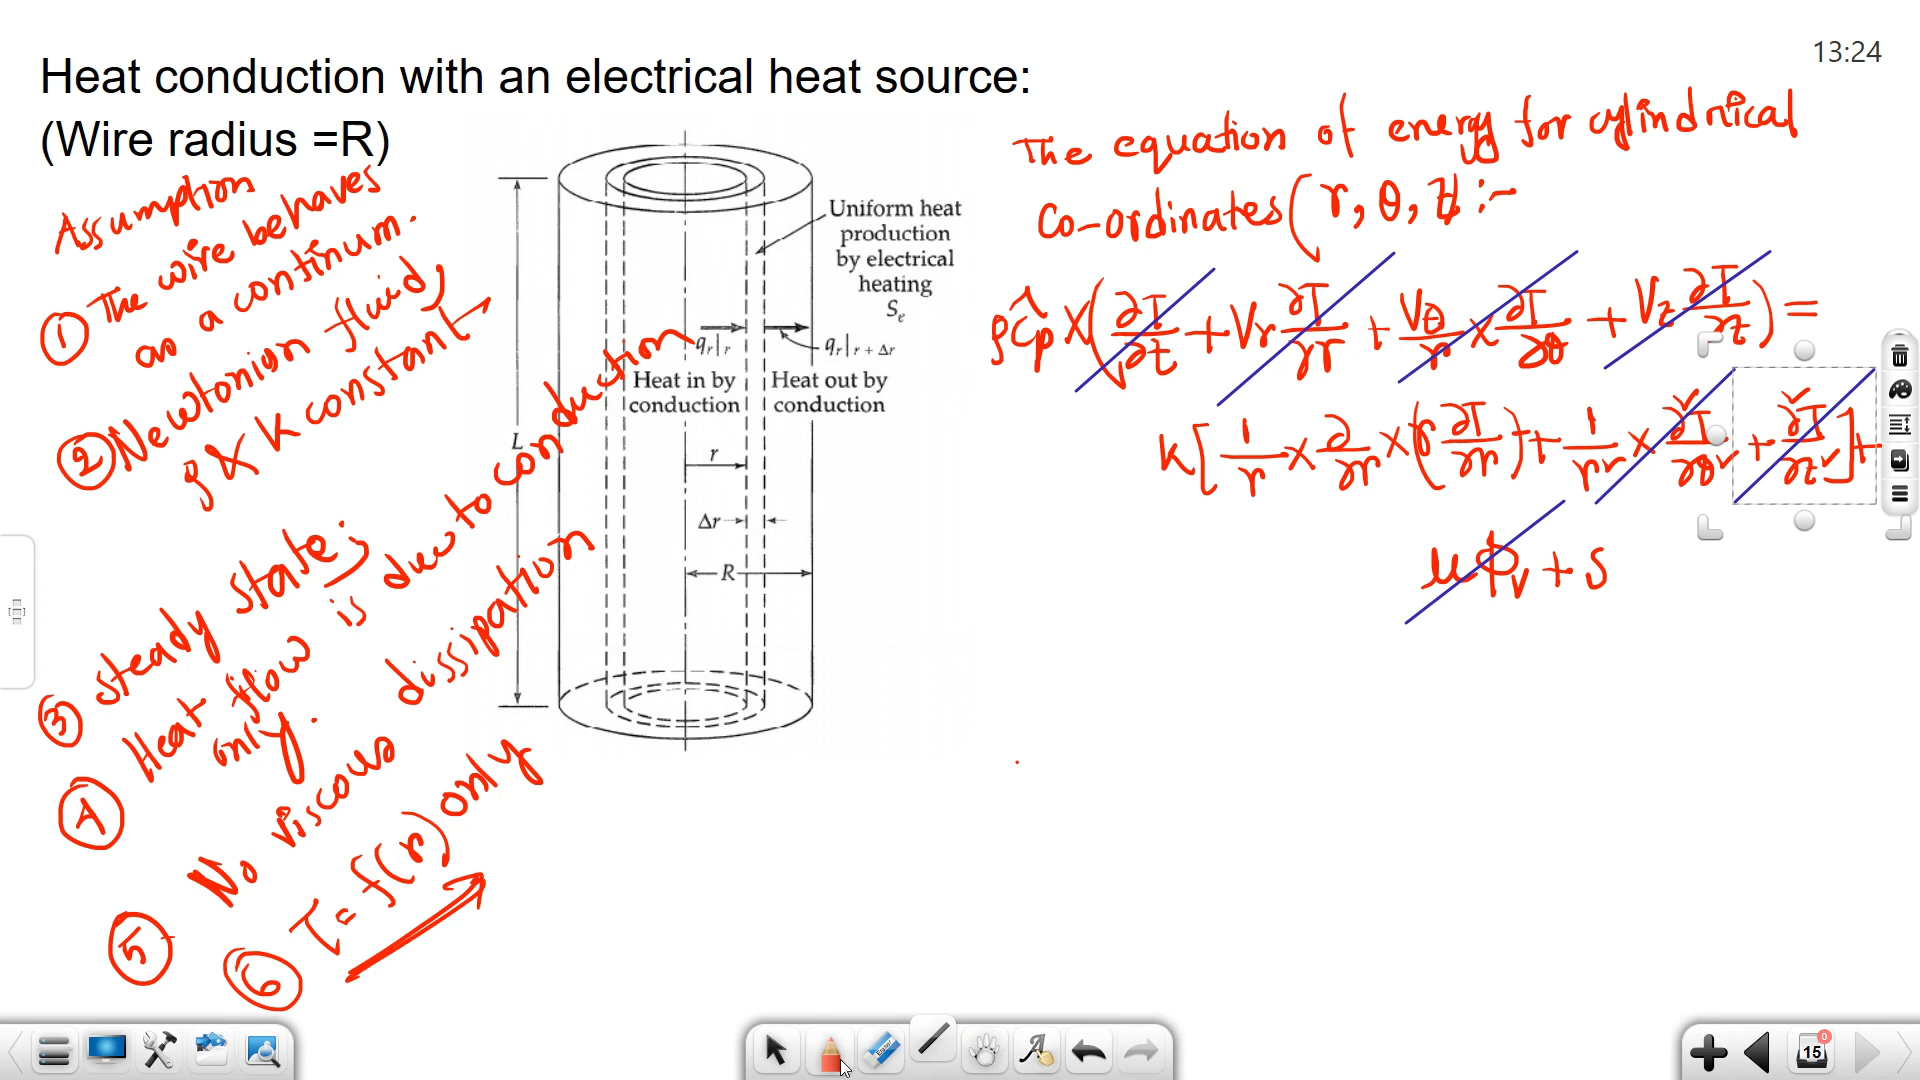 13:24
Heat conduction with an electrical heat source:
(Wire radius =R)
Assumption
① The wire behaves
as a continuum.
② Newtonion fluid,
ρ & K constant
③ steady state;
④ Heat flow is due to conduction
only.
⑤ No viscous dissipation
⑥ T = f(r) only
L
Uniform heat
production
by electrical
heating
Sₑ
qᵣ|ᵣ
qᵣ|ᵣ ₊ Δᵣ
Heat in by
conduction
Heat out by
conduction
r
Δr
R
The equation of energy for cylindrical
Co-ordinates (r, θ, z) :-
ρĈp × (∂T/∂t + Vr ∂T/∂r + Vθ/r × ∂T/∂θ + Vz ∂T/∂z) =
K[1/r × ∂/∂r × (r ∂T/∂r) + 1/r² × ∂²T/∂θ² + ∂²T/∂z²] +
μϕv + S
Eraser
A
15
0